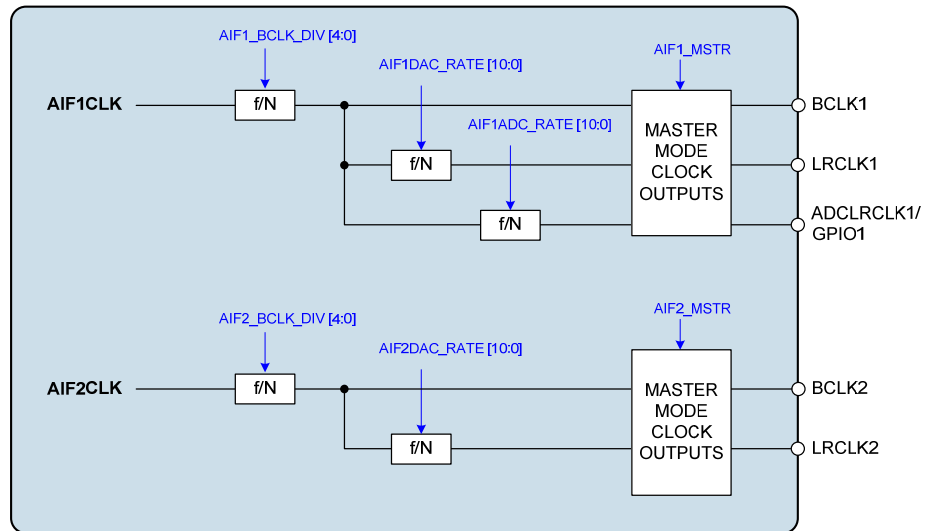 AIF1_BCLK_DIV [4:0]
AIF1DAC_RATE [10:0]
AIF1_MSTR
AIF1CLK
f/N
BCLK1
AIF1ADC_RATE [10:0]
MASTER
MODE
CLOCK
OUTPUTS
f/N
LRCLK1
f/N
ADCLRCLK1/
GPIO1
AIF2_BCLK_DIV [4:0]
AIF2_MSTR
AIF2DAC_RATE [10:0]
AIF2CLK
f/N
MASTER
MODE
CLOCK
OUTPUTS
BCLK2
f/N
LRCLK2